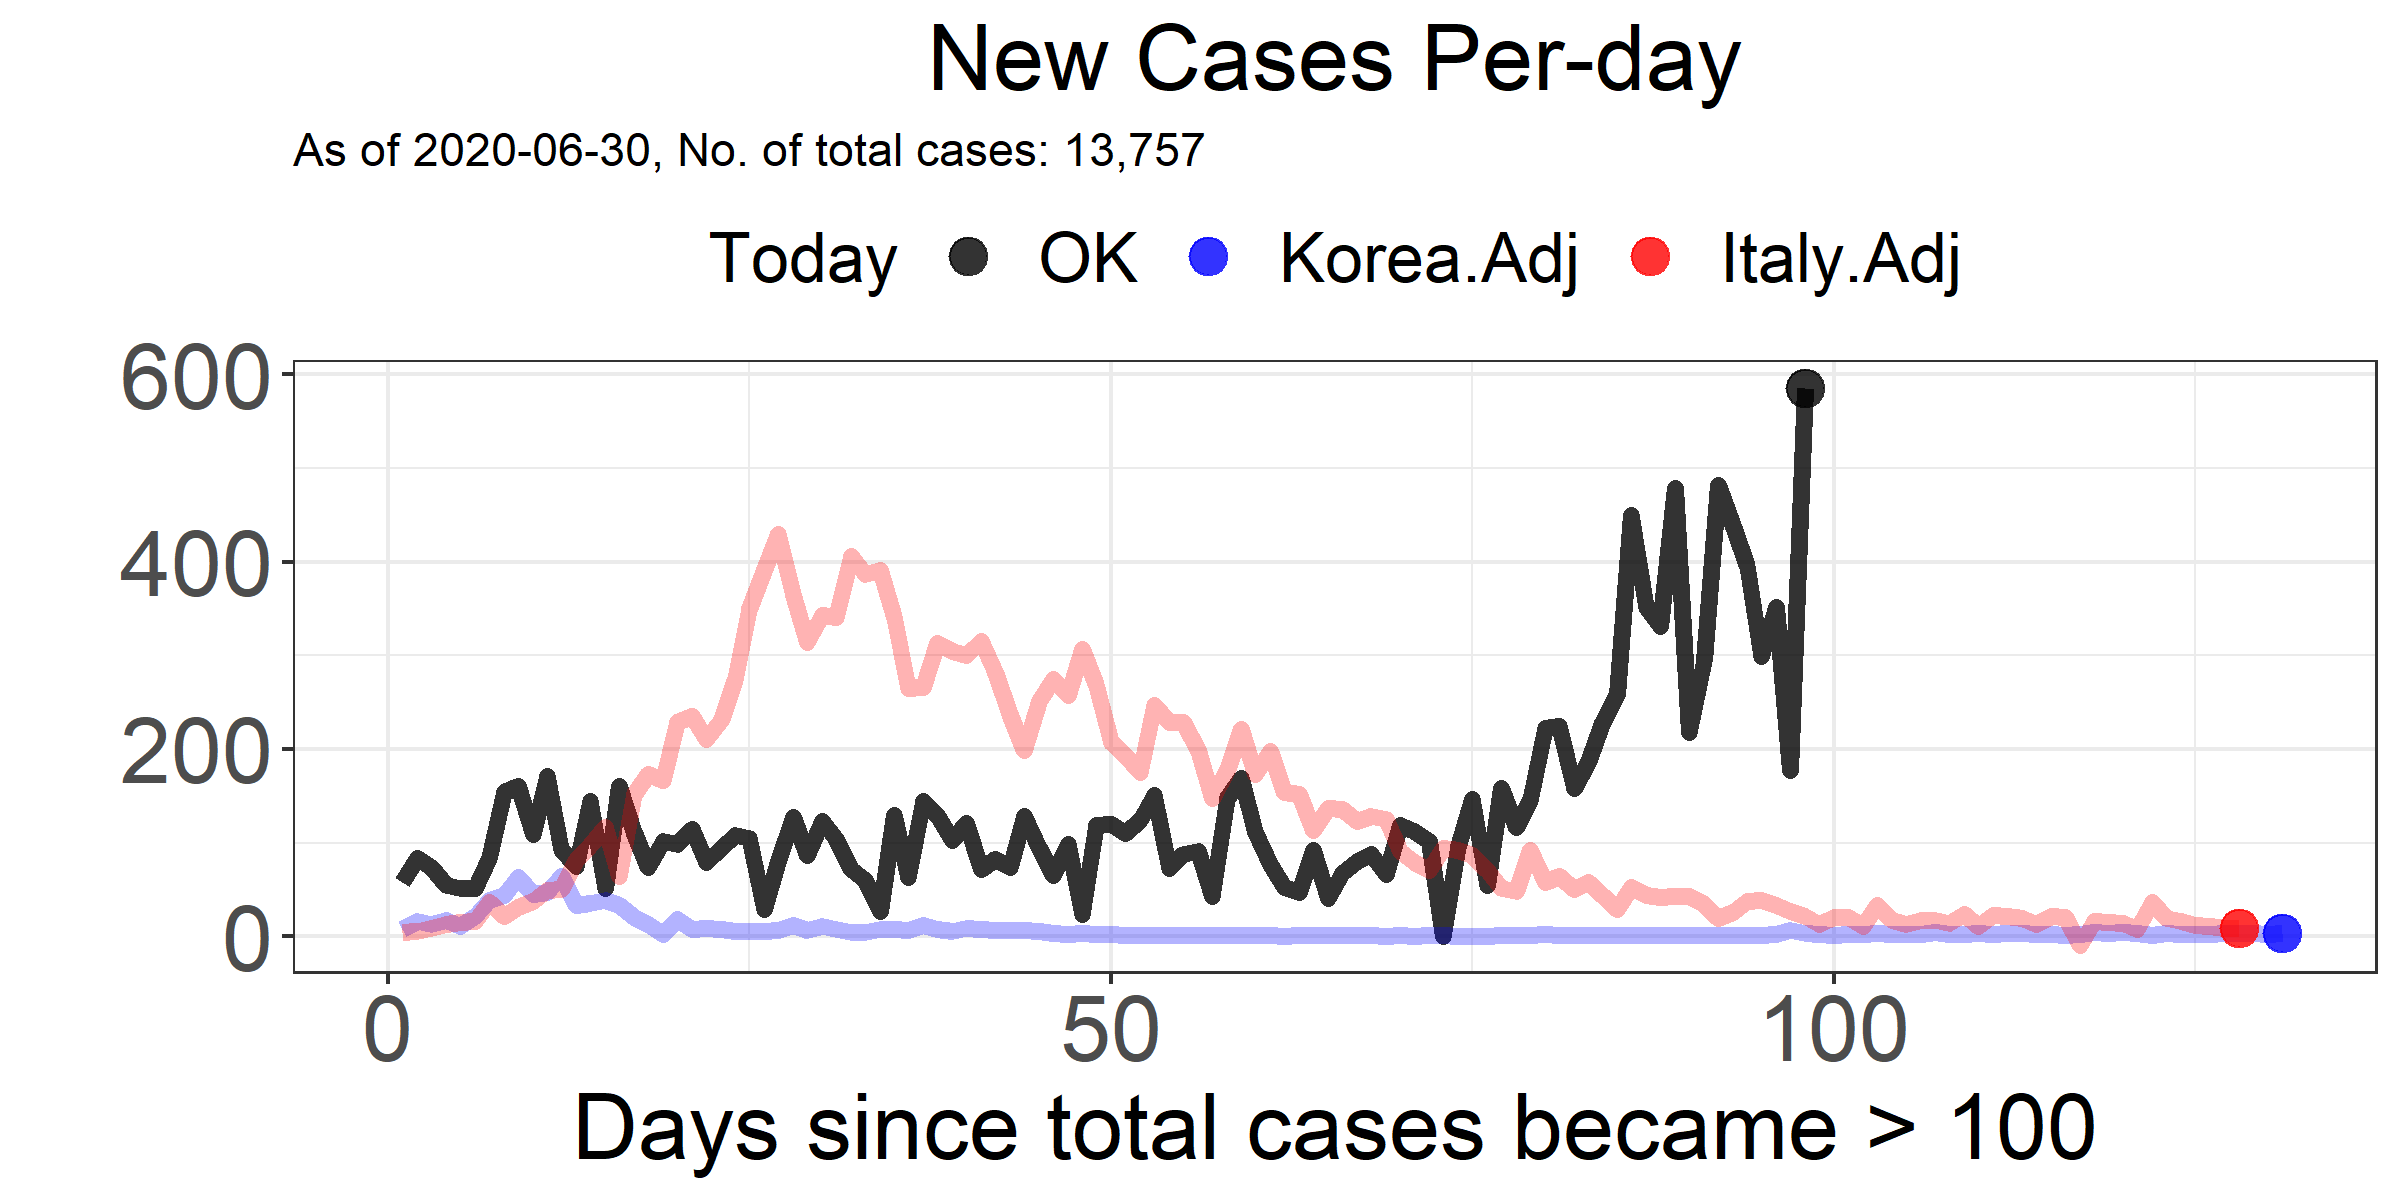 New Cases Per-day
As of 2020-06-30, No. of total cases: 13,757
Today OK Korea.Adj Italy.Adj
600
400
200
0
0 50 100
Days since total cases became > 100